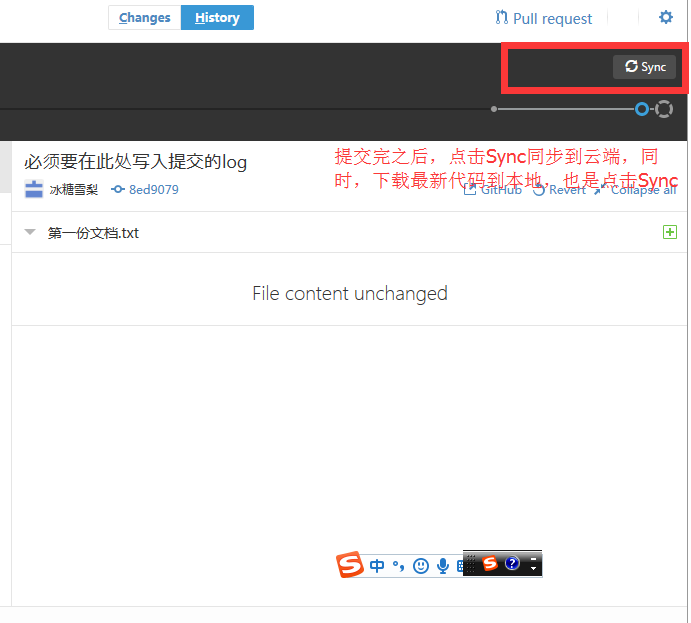 Changes
History
Pull request
Sync
必须要在此处写入提交的log
提交完之后，点击Sync同步到云端，同
时，下载最新代码到本地，也是点击Sync
冰糖雪梨
8ed9079
GitHub
Revert
Collapse all
第一份文档.txt
File content unchanged
S
中
S
?